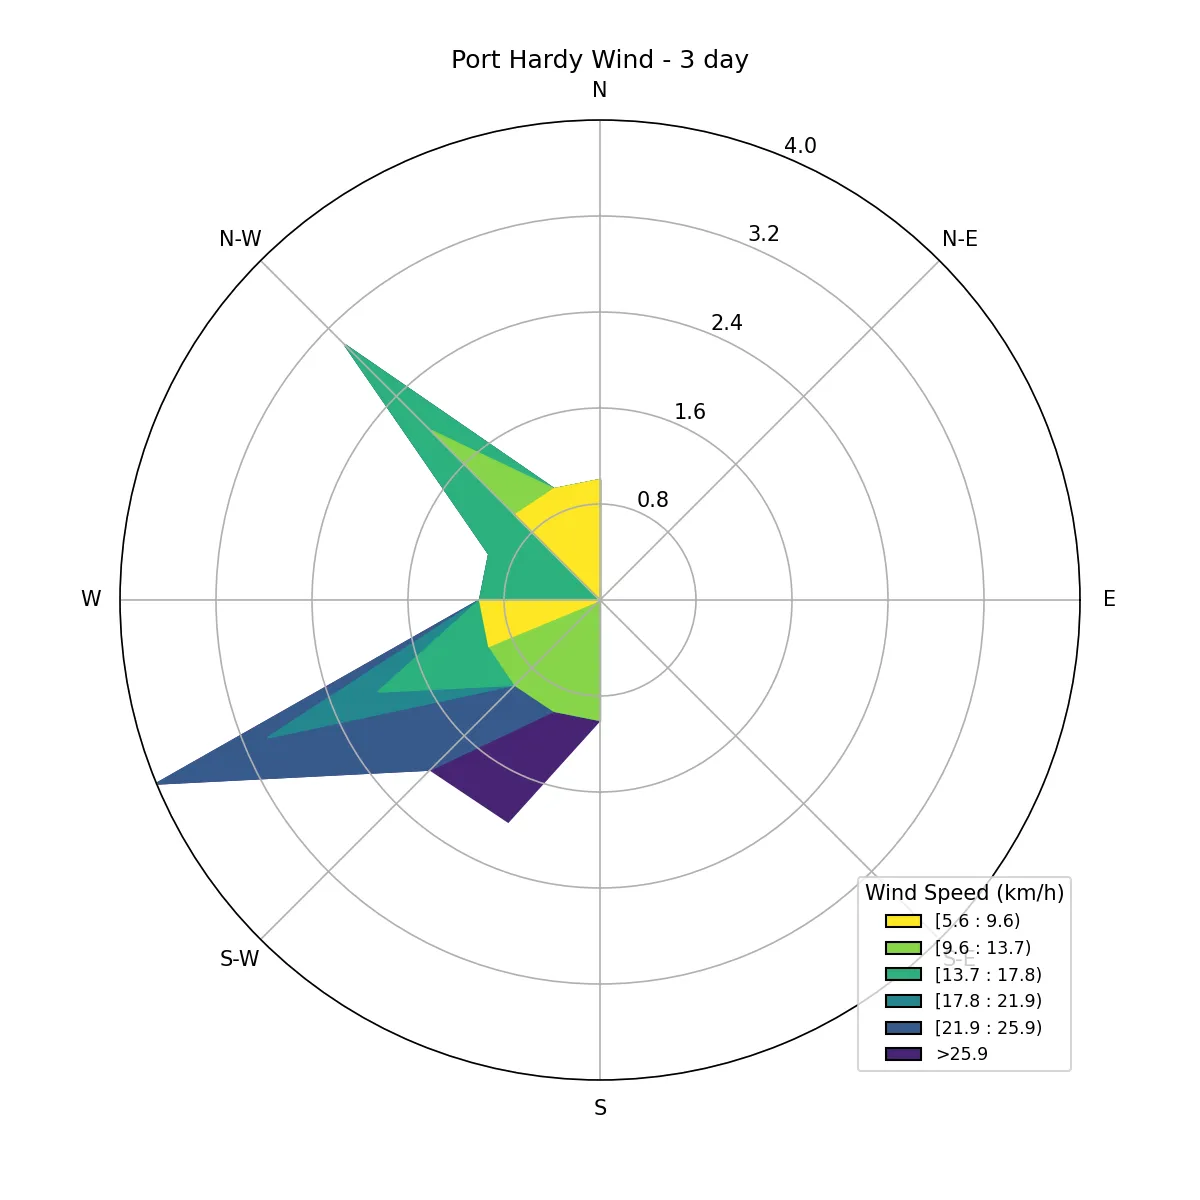 Port Hardy Wind - 3 day
N
4.0
N-W
N-E
3.2
2.4
1.6
0.8
W
E
S-W
S-E
S
Wind Speed (km/h)
[5.6 : 9.6)
[9.6 : 13.7)
[13.7 : 17.8)
[17.8 : 21.9)
[21.9 : 25.9)
>25.9